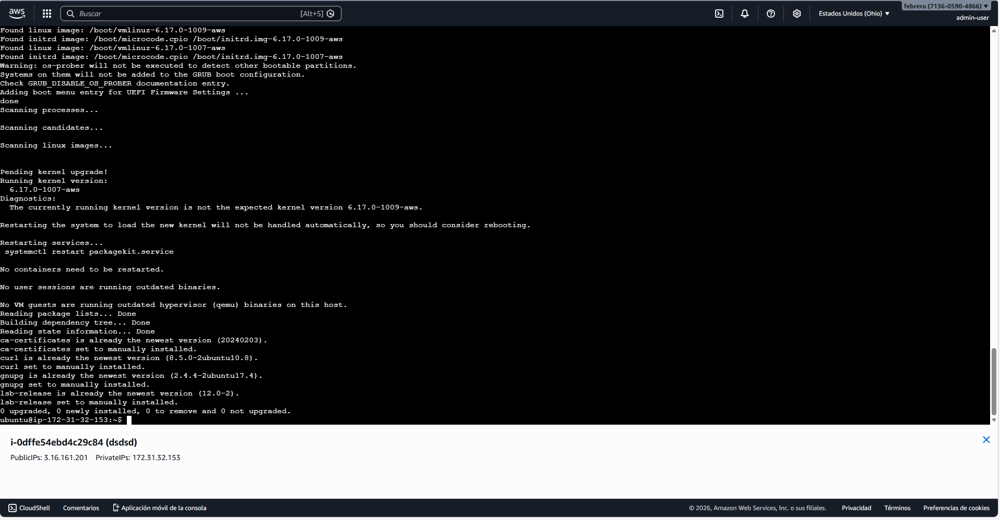 aws
Buscar
[Alt+S]
Estados Unidos (Ohio)
febrero (7136-0590-4866)
admin-user
Found linux image: /boot/vmlinuz-6.17.0-1009-aws
Found initrd image: /boot/microcode.cpio /boot/initrd.img-6.17.0-1009-aws
Found linux image: /boot/vmlinuz-6.17.0-1007-aws
Found initrd image: /boot/microcode.cpio /boot/initrd.img-6.17.0-1007-aws
Warning: os-prober will not be executed to detect other bootable partitions.
Systems on them will not be added to the GRUB boot configuration.
Check GRUB_DISABLE_OS_PROBER documentation entry.
Adding boot menu entry for UEFI Firmware Settings ...
done
Scanning processes...
Scanning candidates...
Scanning linux images...
Pending kernel upgrade!
Running kernel version:
6.17.0-1007-aws
Diagnostics:
The currently running kernel version is not the expected kernel version 6.17.0-1009-aws.
Restarting the system to load the new kernel will not be handled automatically, so you should consider rebooting.
Restarting services...
systemctl restart packagekit.service
No containers need to be restarted.
No user sessions are running outdated binaries.
No VM guests are running outdated hypervisor (qemu) binaries on this host.
Reading package lists... Done
Building dependency tree... Done
Reading state information... Done
ca-certificates is already the newest version (20240203).
ca-certificates set to manually installed.
curl is already the newest version (8.5.0-2ubuntu10.8).
curl set to manually installed.
gnupg is already the newest version (2.4.4-2ubuntu17.4).
gnupg set to manually installed.
lsb-release is already the newest version (12.0-2).
lsb-release set to manually installed.
0 upgraded, 0 newly installed, 0 to remove and 0 not upgraded.
ubuntu@ip-172-31-32-153:~$
i-0dffe54ebd4c29c84 (dsdsd)
PublicIPs: 3.16.161.201 PrivateIPs: 172.31.32.153
CloudShell Comentarios Aplicación móvil de la consola © 2026, Amazon Web Services, Inc. o sus filiales. Privacidad Términos Preferencias de cookies